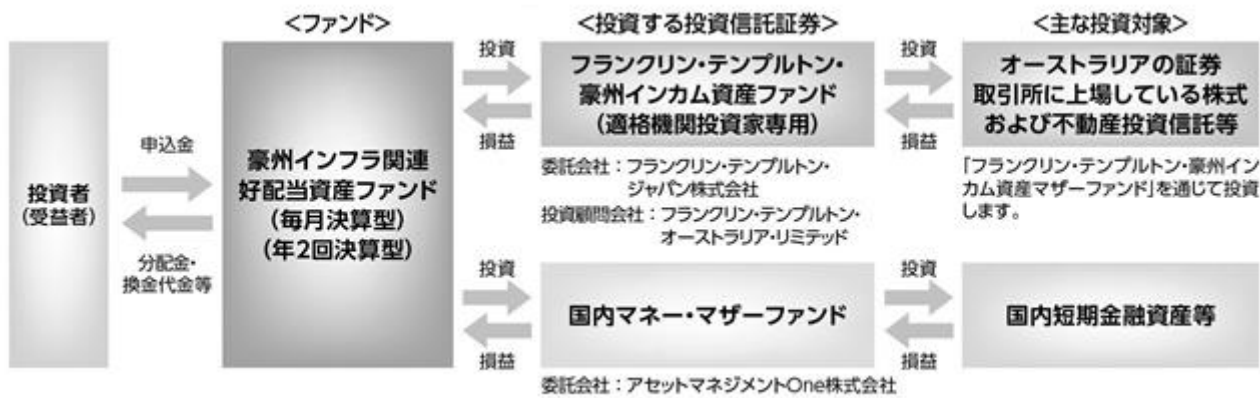 <ファンド>
<投資する投資信託証券>
<主な投資対象>
投資者
(受益者)
申込金
分配金・
換金代金等
豪州インフラ関連
好配当資産ファンド
(毎月決算型)
(年2回決算型)
投資
損益
フランクリン・テンプルトン・
豪州インカム資産ファンド
(適格機関投資家専用)
委託会社：フランクリン・テンプルトン・
ジャパン株式会社
投資顧問会社：フランクリン・テンプルトン・
オーストラリア・リミテッド
投資
損益
オーストラリアの証券
取引所に上場している株式
および不動産投資信託等
「フランクリン・テンプルトン・豪州イン
カム資産マザーファンド」を通じて投資
します。
投資
損益
国内マネー・マザーファンド
委託会社：アセットマネジメントOne株式会社
投資
損益
国内短期金融資産等